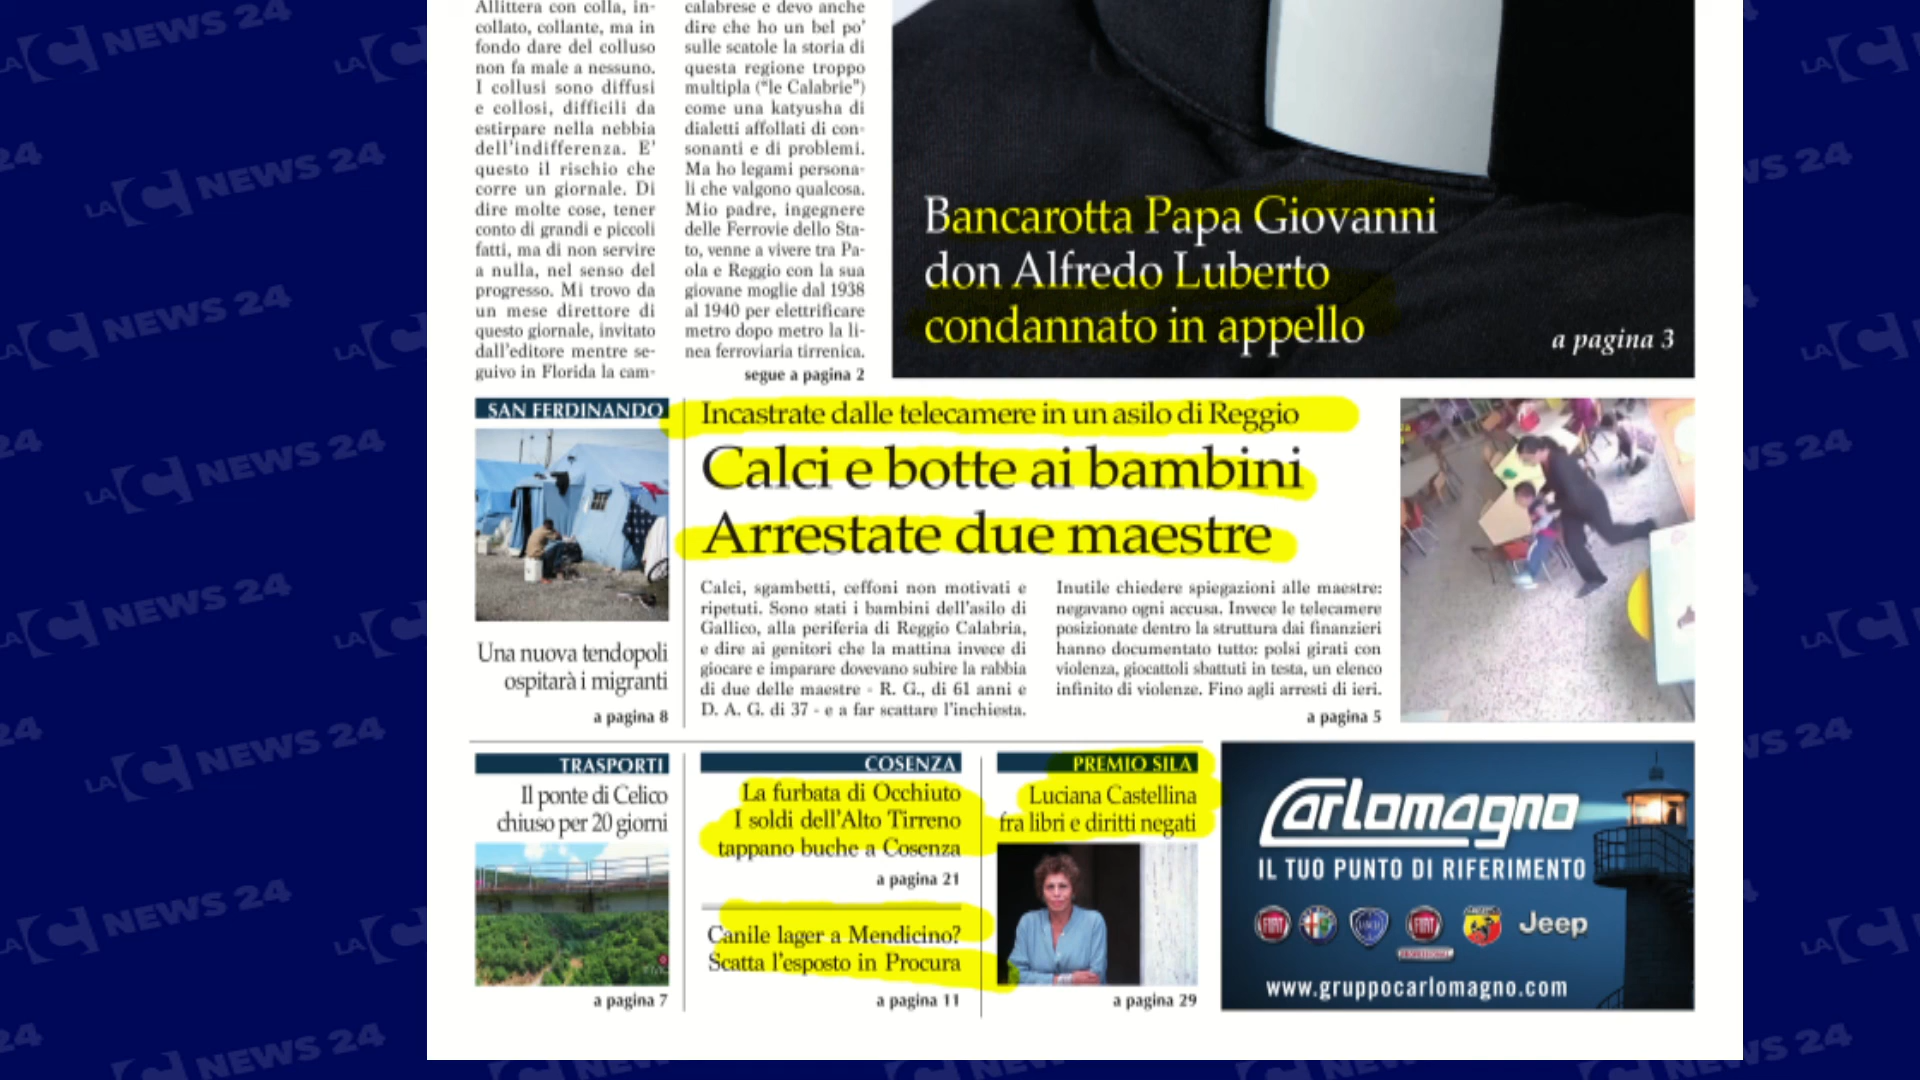 Allittera con colla, in-
collato, collante, ma in
fondo dare del colluso
non fa male a nessuno.
I collusi sono diffusi
e collosi, difficili da
estirpare nella nebbia
dell'indifferenza. E'
questo il rischio che
corre un giornale. Di
dire molte cose, tener
conto di grandi e piccoli
fatti, ma di non servire
a nulla, nel senso del
progresso. Mi trovo da
un mese direttore di
questo giornale, invitato
dall'editore mentre se-
guivo in Florida la cam-
calabrese e devo anche
dire che ho un bel po'
sulle scatole la storia di
questa regione troppo
multipla ("le Calabrie")
come una katyusha di
dialetti affollati di con-
sonanti e di problemi.
Ma ho legami persona-
li che valgono qualcosa.
Mio padre, ingegnere
delle Ferrovie dello Sta-
to, venne a vivere tra Pa-
ola e Reggio con la sua
giovane moglie dal 1938
al 1940 per elettrificare
metro dopo metro la li-
nea ferroviaria tirrenica.
segue a pagina 2
Bancarotta Papa Giovanni
don Alfredo Luberto
condannato in appello
a pagina 3
SAN FERDINANDO
Una nuova tendopoli
ospitarà i migranti
a pagina 8
Incastrate dalle telecamere in un asilo di Reggio
Calci e botte ai bambini
Arrestate due maestre
Calci, sgambetti, ceffoni non motivati e
ripetuti. Sono stati i bambini dell'asilo di
Gallico, alla periferia di Reggio Calabria,
e dire ai genitori che la mattina invece di
giocare e imparare dovevano subire la rabbia
di due delle maestre - R. G., di 61 anni e
D. A. G. di 37 - e a far scattare l'inchiesta.
Inutile chiedere spiegazioni alle maestre:
negavano ogni accusa. Invece le telecamere
posizionate dentro la struttura dai finanzieri
hanno documentato tutto: polsi girati con
violenza, giocattoli sbattuti in testa, un elenco
infinito di violenze. Fino agli arresti di ieri.
a pagina 5
TRASPORTI
Il ponte di Celico
chiuso per 20 giorni
a pagina 7
COSENZA
La furbata di Occhiuto
I soldi dell'Alto Tirreno
tappano buche a Cosenza
a pagina 21
Canile lager a Mendicino?
Scatta l'esposto in Procura
a pagina 11
PREMIO SILA
Luciana Castellina
fra libri e diritti negati
a pagina 29
Carlomagno
IL TUO PUNTO DI RIFERIMENTO
FIAT
LANCIA
FIAT
PROFESSIONAL
ABARTH
Jeep
www.gruppocarlomagno.com
LAC NEWS 24